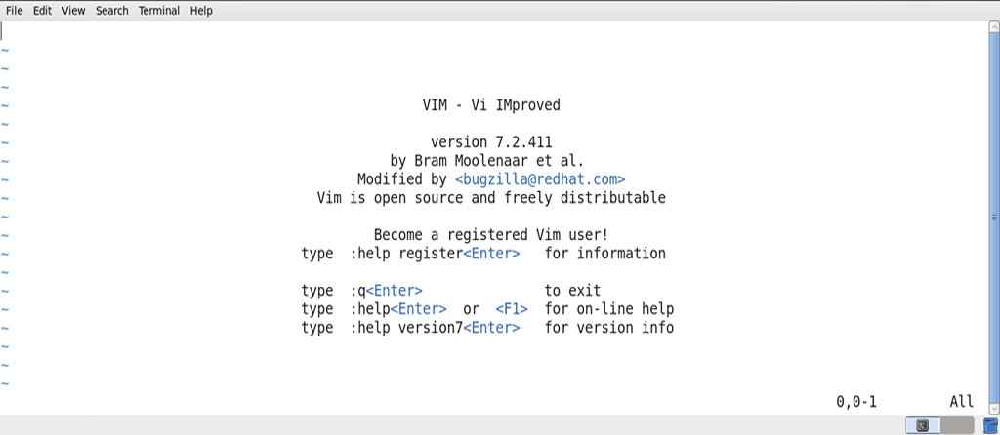 File Edit View Search Terminal Help
~
~
~
~
VIM - Vi IMproved
~
~
version 7.2.411
~
by Bram Moolenaar et al.
~
Modified by <bugzilla@redhat.com>
~
Vim is open source and freely distributable
~
~
Become a registered Vim user!
~
type :help register<Enter> for information
~
~
type :q<Enter> to exit
~
type :help<Enter> or <F1> for on-line help
~
type :help version7<Enter> for version info
~
~
~
0,0-1 All